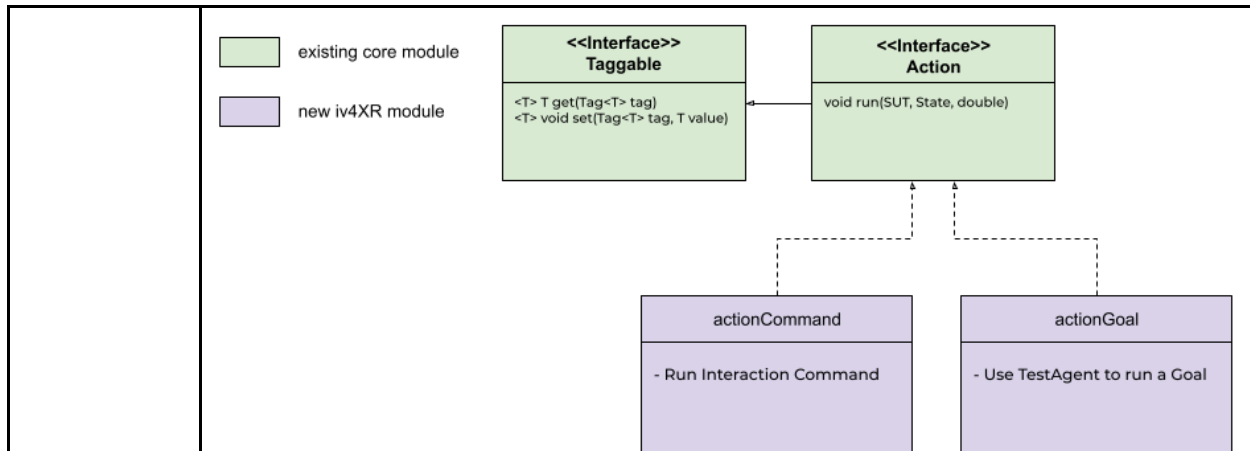 existing core module
new iv4XR module
<<Interface>>
Taggable
<T> T get(Tag<T> tag)
<T> void set(Tag<T> tag, T value)
<<Interface>>
Action
void run(SUT, State, double)
actionCommand
- Run Interaction Command
actionGoal
- Use TestAgent to run a Goal